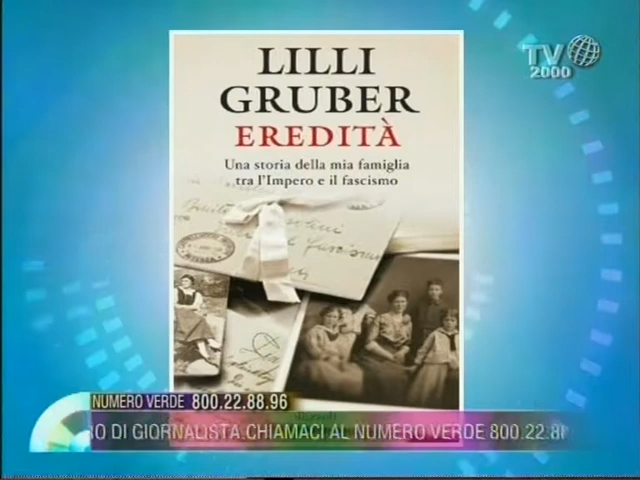 LILLI
GRUBER
EREDITÀ
Una storia della mia famiglia
tra l'Impero e il fascismo
TV
2000
NUMERO VERDE 800.22.88.96
O DI GIORNALISTA.CHIAMACI AL NUMERO VERDE 800.22.8